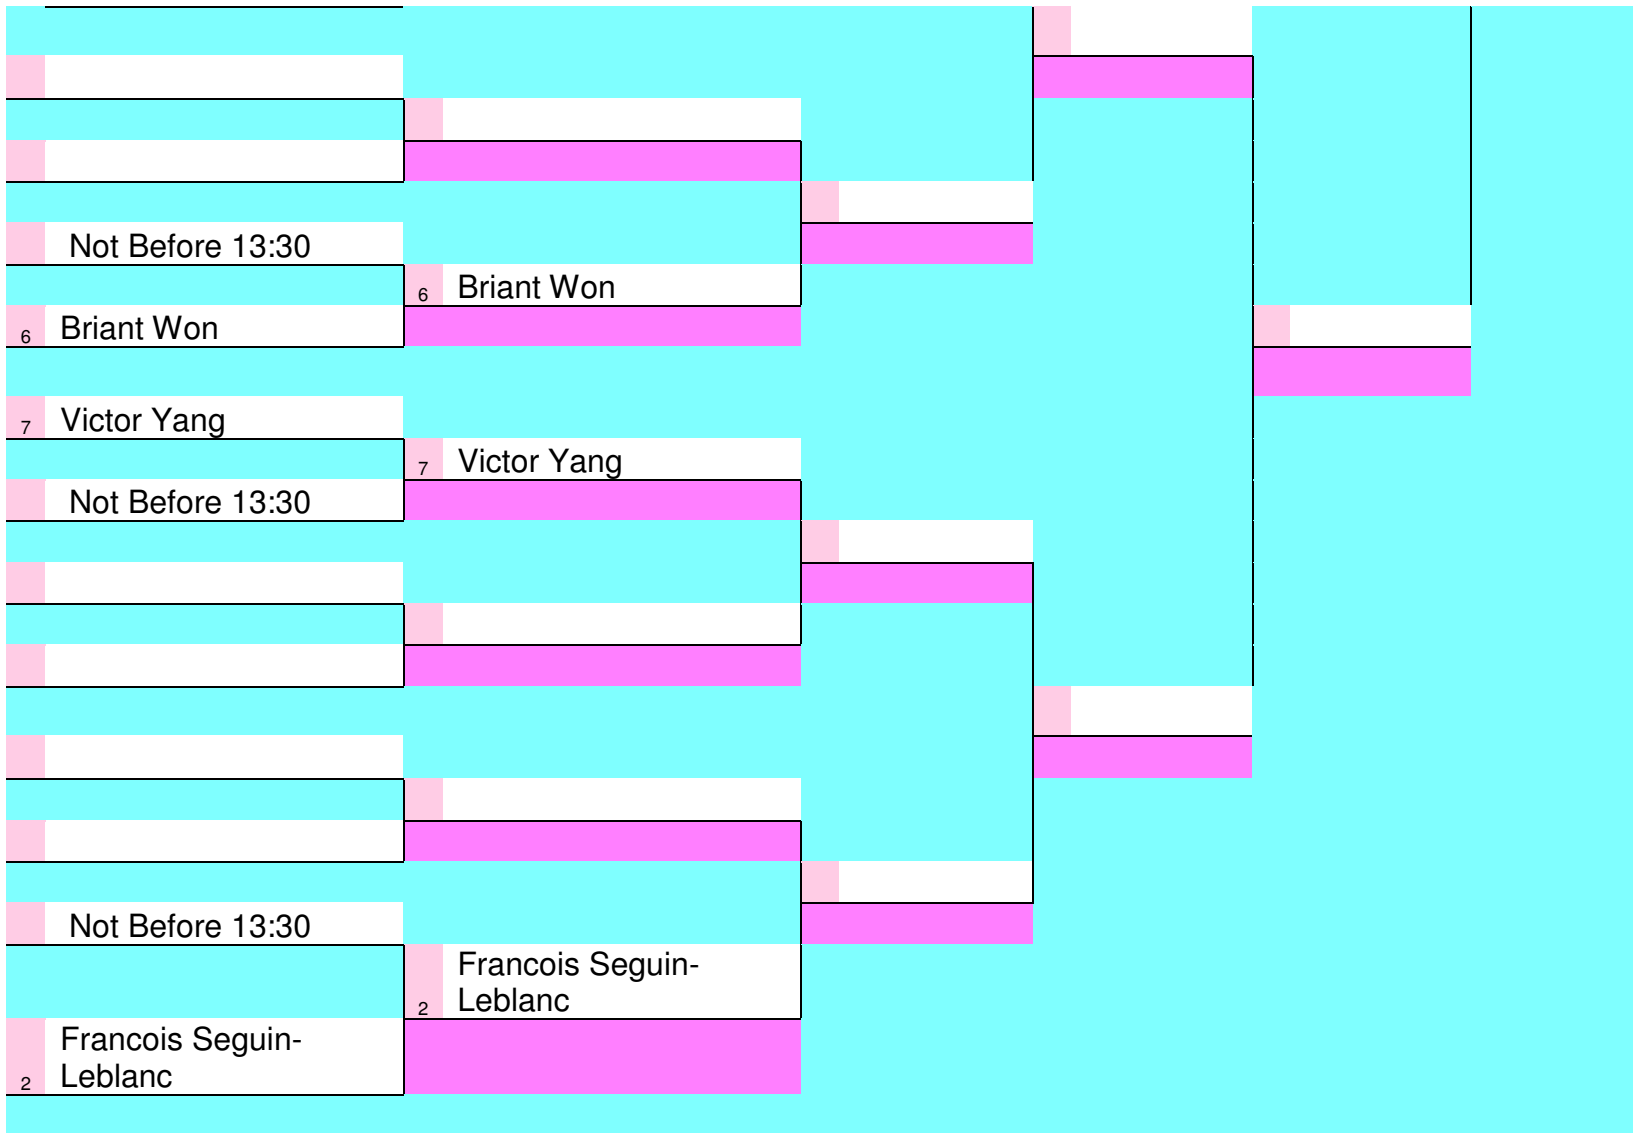 Not Before 13:30
6 Briant Won
6 Briant Won
7 Victor Yang
7 Victor Yang
Not Before 13:30
Not Before 13:30
Francois Seguin-
2 Leblanc
Francois Seguin-
2 Leblanc